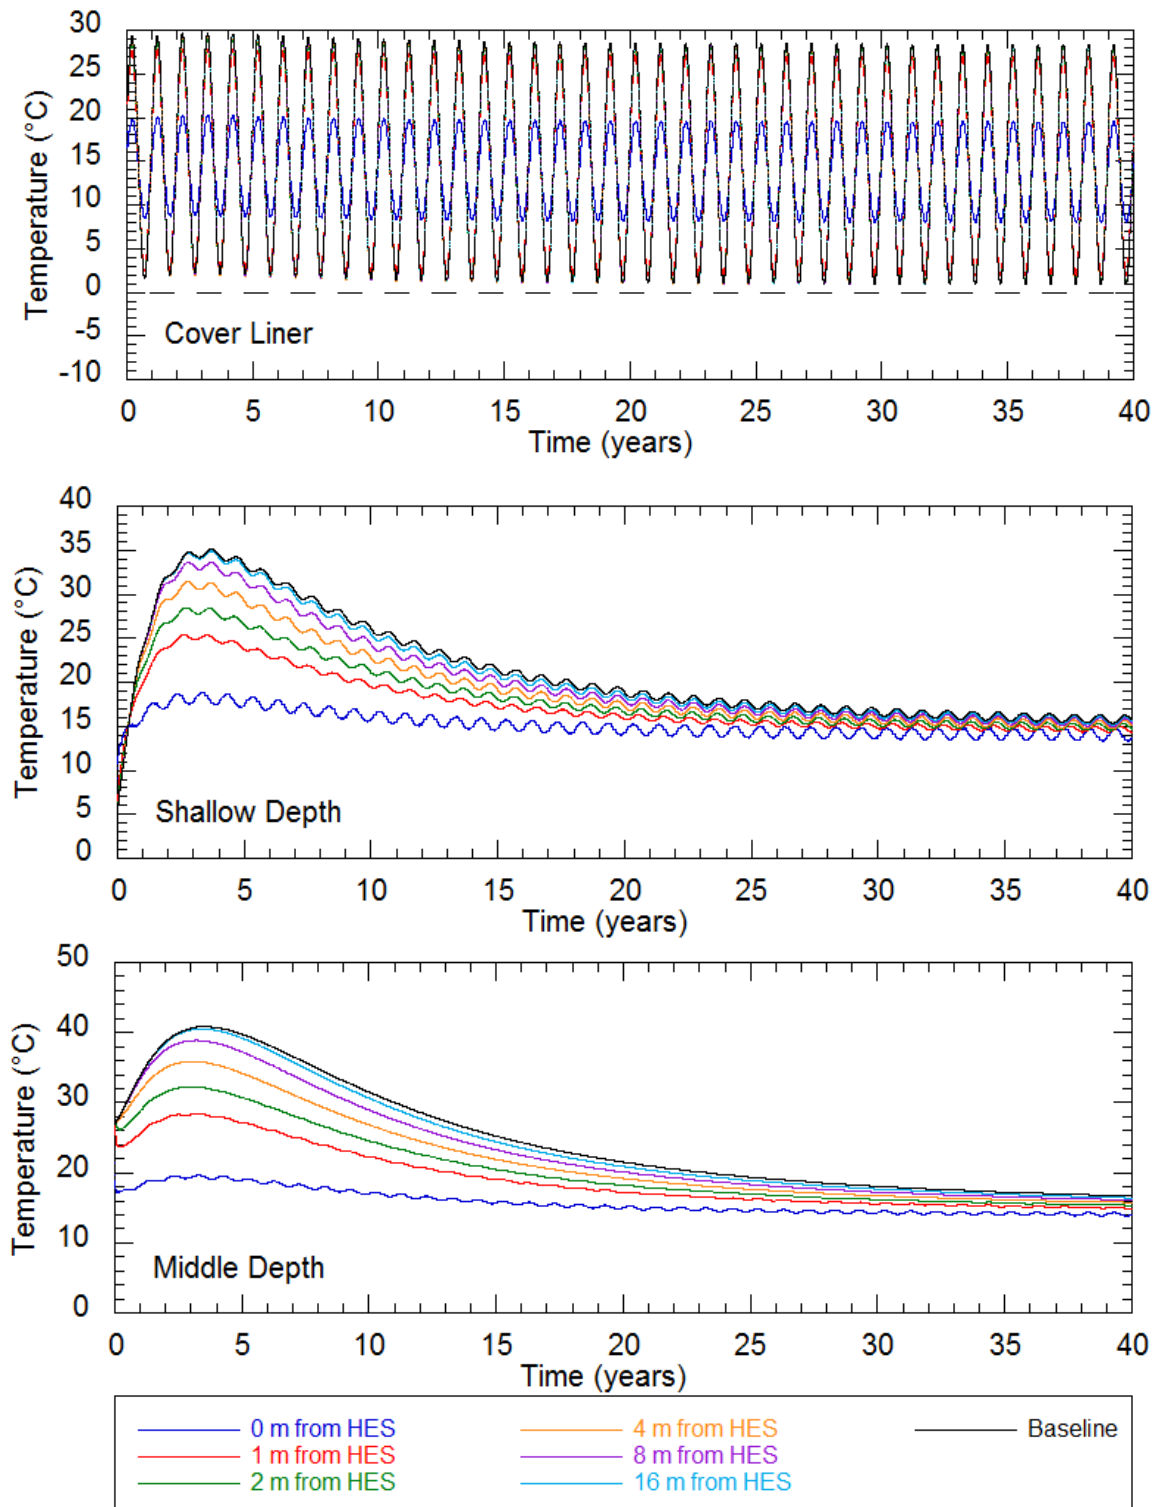 30
25
20
15
10
5
0
-5
-10
Temperature (°C)
Cover Liner
0 5 10 15 20 25 30 35 40
Time (years)
40
35
30
25
20
15
10
5
0
Temperature (°C)
Shallow Depth
0 5 10 15 20 25 30 35 40
Time (years)
50
40
30
20
10
0
Temperature (°C)
Middle Depth
0 5 10 15 20 25 30 35 40
Time (years)
0 m from HES 4 m from HES Baseline
1 m from HES 8 m from HES
2 m from HES 16 m from HES